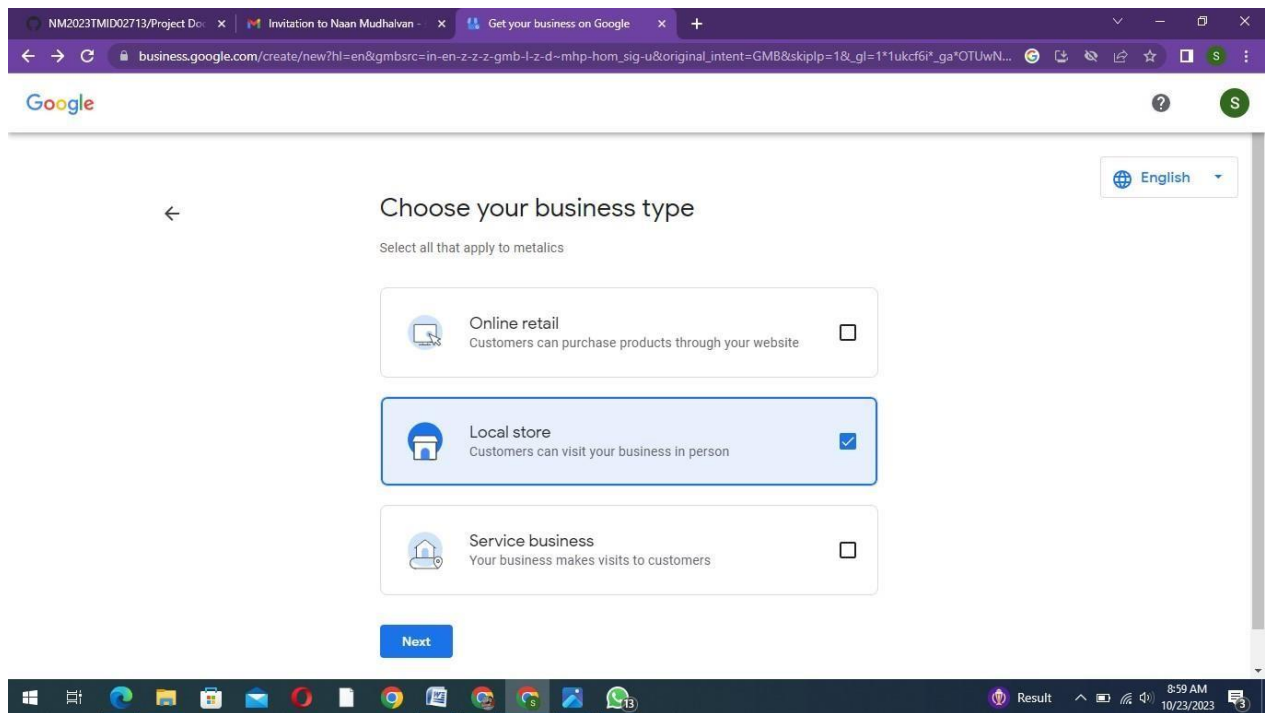 NM2023TMID02713/Project Do
Invitation to Naan Mudhalvan -
Get your business on Google
business.google.com/create/new?hl=en&gmbsrc=in-en-z-z-z-gmb-l-z-d~mhp-hom_sig-u&original_intent=GMB&skiplp=1&_gl=1*1ukcf6i*_ga*OTUwN...
S
Google
S
English
Choose your business type
Select all that apply to metalics
Online retail
Customers can purchase products through your website
Local store
Customers can visit your business in person
Service business
Your business makes visits to customers
Next
13
Result
8:59 AM
10/23/2023
3